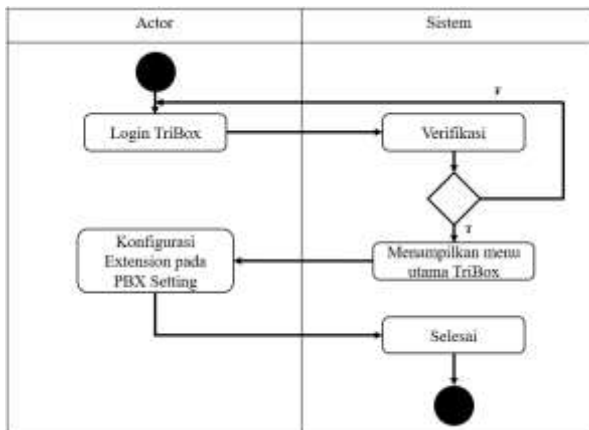 Actor
Sistem
F
Login TriBox
Verifikasi
T
Konfigurasi
Extension pada
PBX Setting
Menampilkan menu
utama TriBox
Selesai